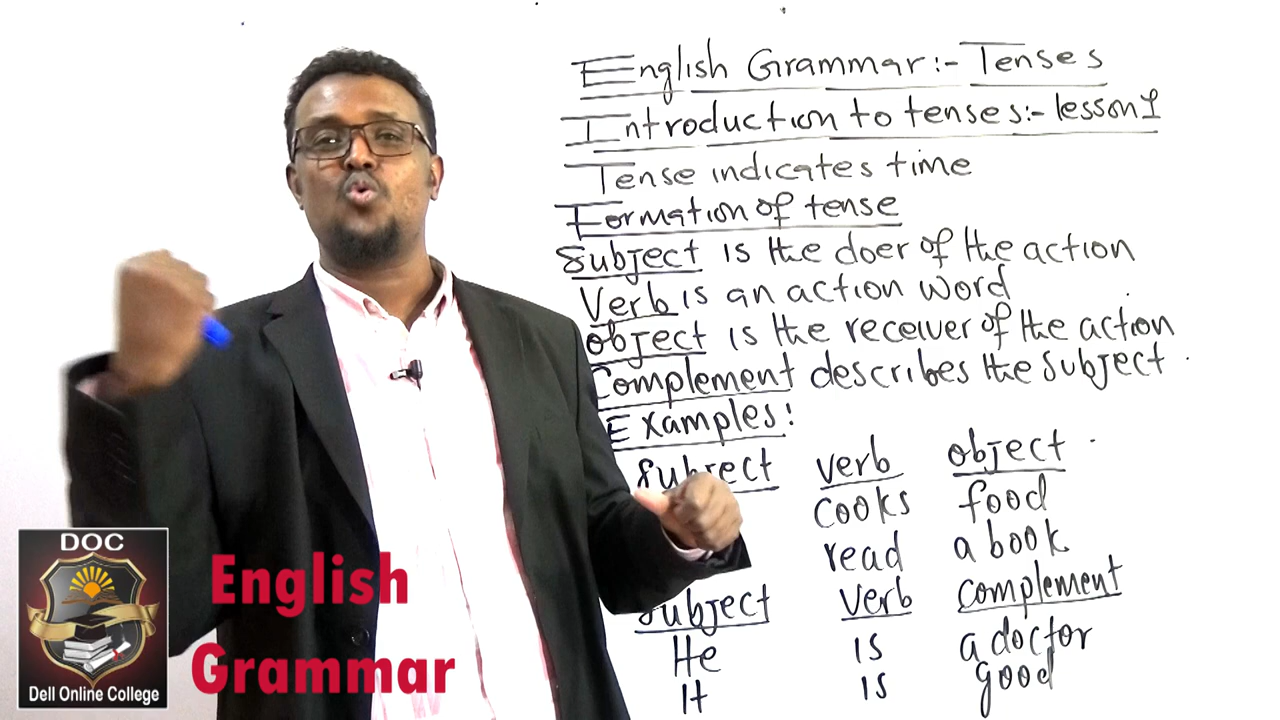 English Grammar:- Tenses
Introduction to tenses:- lesson 1
Tense indicates time
Formation of tense
Subject is the doer of the action
Verb is an action word
object is the receiver of the action
Complement describes the subject.
Examples:
subject verb object
cooks food
read a book
subject verb complement
He is a doctor
It is good
DOC
Dell Online College
English
Grammar